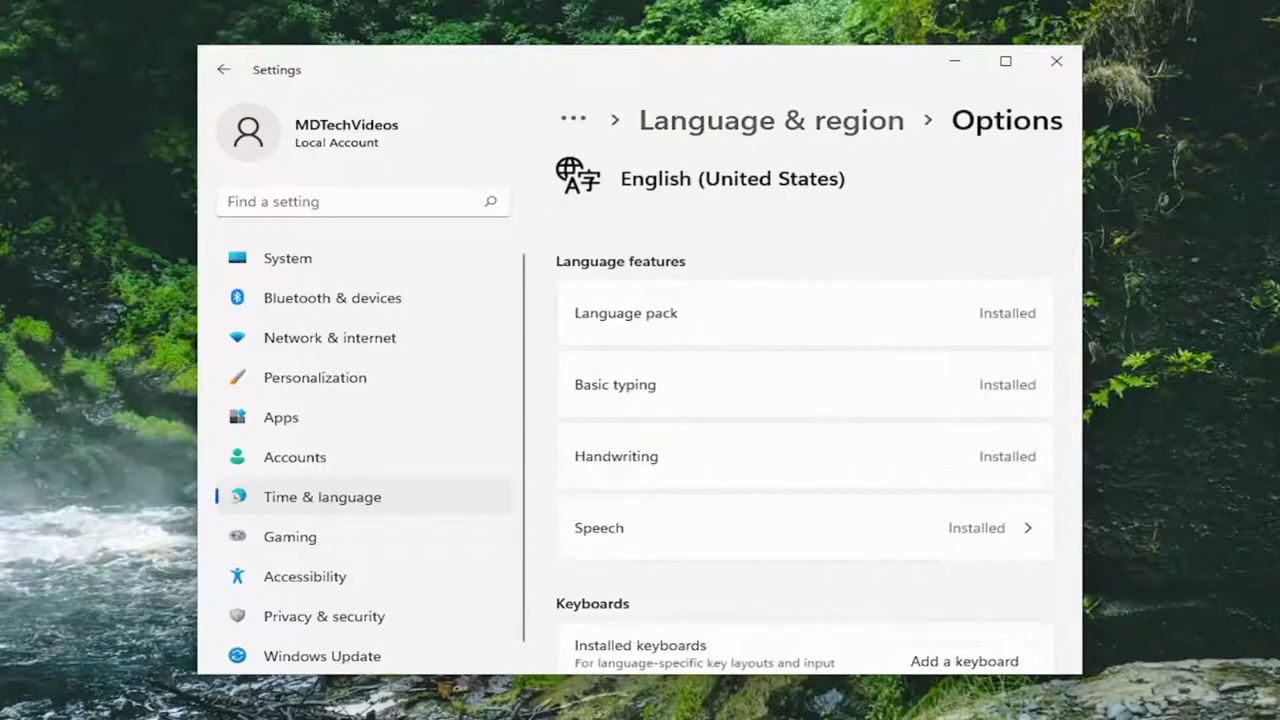 Settings
MDTechVideos
Local Account
Find a setting
System
Bluetooth & devices
Network & internet
Personalization
Apps
Accounts
Time & language
Gaming
Accessibility
Privacy & security
Windows Update
··· > Language & region > Options
English (United States)
Language features
Language pack Installed
Basic typing Installed
Handwriting Installed
Speech Installed >
Keyboards
Installed keyboards
For language-specific key layouts and input
Add a keyboard